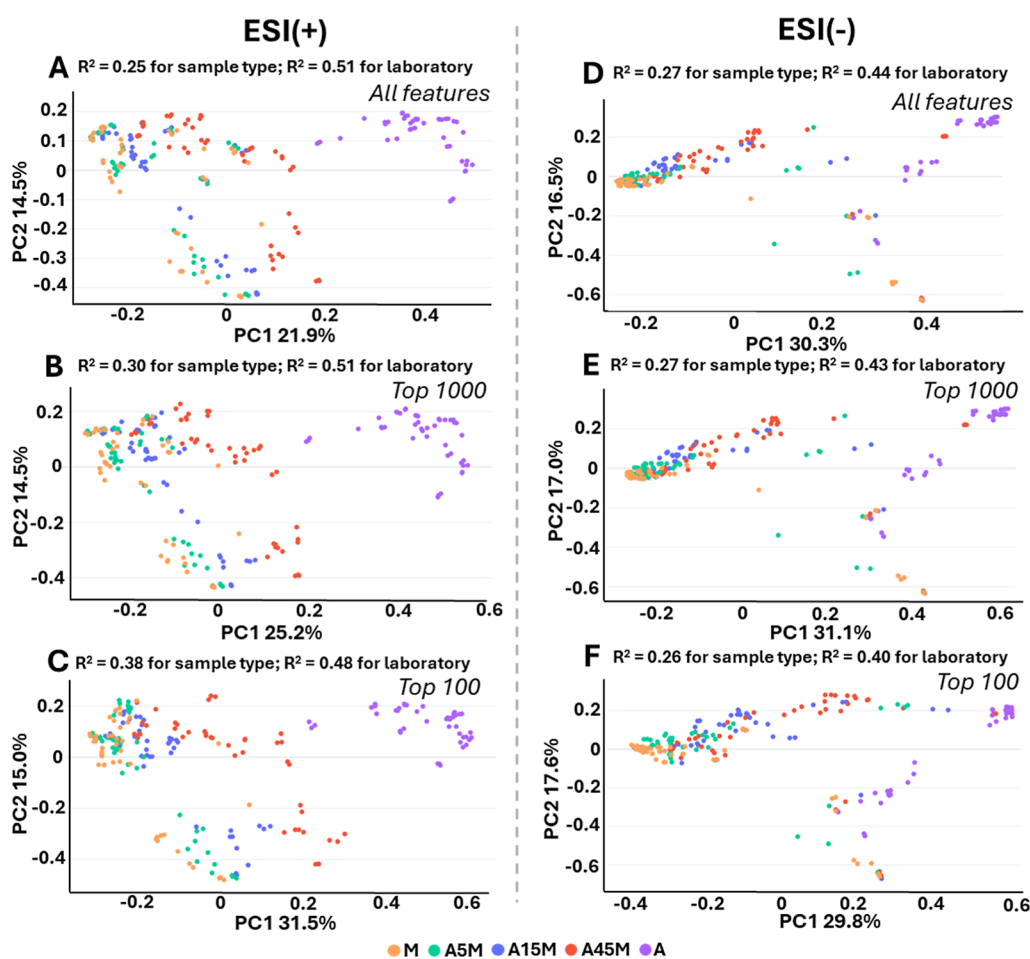 ESI(+)
A R² = 0.25 for sample type; R² = 0.51 for laboratory
All features
0.2
0.1
0
-0.1
-0.2
-0.3
-0.4
PC2 14.5%
-0.2 0 0.2 0.4
PC1 21.9%
B R² = 0.30 for sample type; R² = 0.51 for laboratory
Top 1000
0.2
0
-0.2
-0.4
PC2 14.5%
-0.2 0 0.2 0.4 0.6
PC1 25.2%
C R² = 0.38 for sample type; R² = 0.48 for laboratory
Top 100
0.2
0
-0.2
-0.4
PC2 15.0%
-0.2 0 0.2 0.4 0.6
PC1 31.5%
ESI(-)
D R² = 0.27 for sample type; R² = 0.44 for laboratory
All features
0.2
0
-0.2
-0.4
-0.6
PC2 16.5%
-0.2 0 0.2 0.4
PC1 30.3%
E R² = 0.27 for sample type; R² = 0.43 for laboratory
Top 1000
0.2
0
-0.2
-0.4
-0.6
PC2 17.0%
-0.2 0 0.2 0.4 0.6
PC1 31.1%
F R² = 0.26 for sample type; R² = 0.40 for laboratory
Top 100
0.2
0
-0.2
-0.4
-0.6
PC2 17.6%
-0.4 -0.2 0 0.2 0.4 0.6
PC1 29.8%
M A5M A15M A45M A